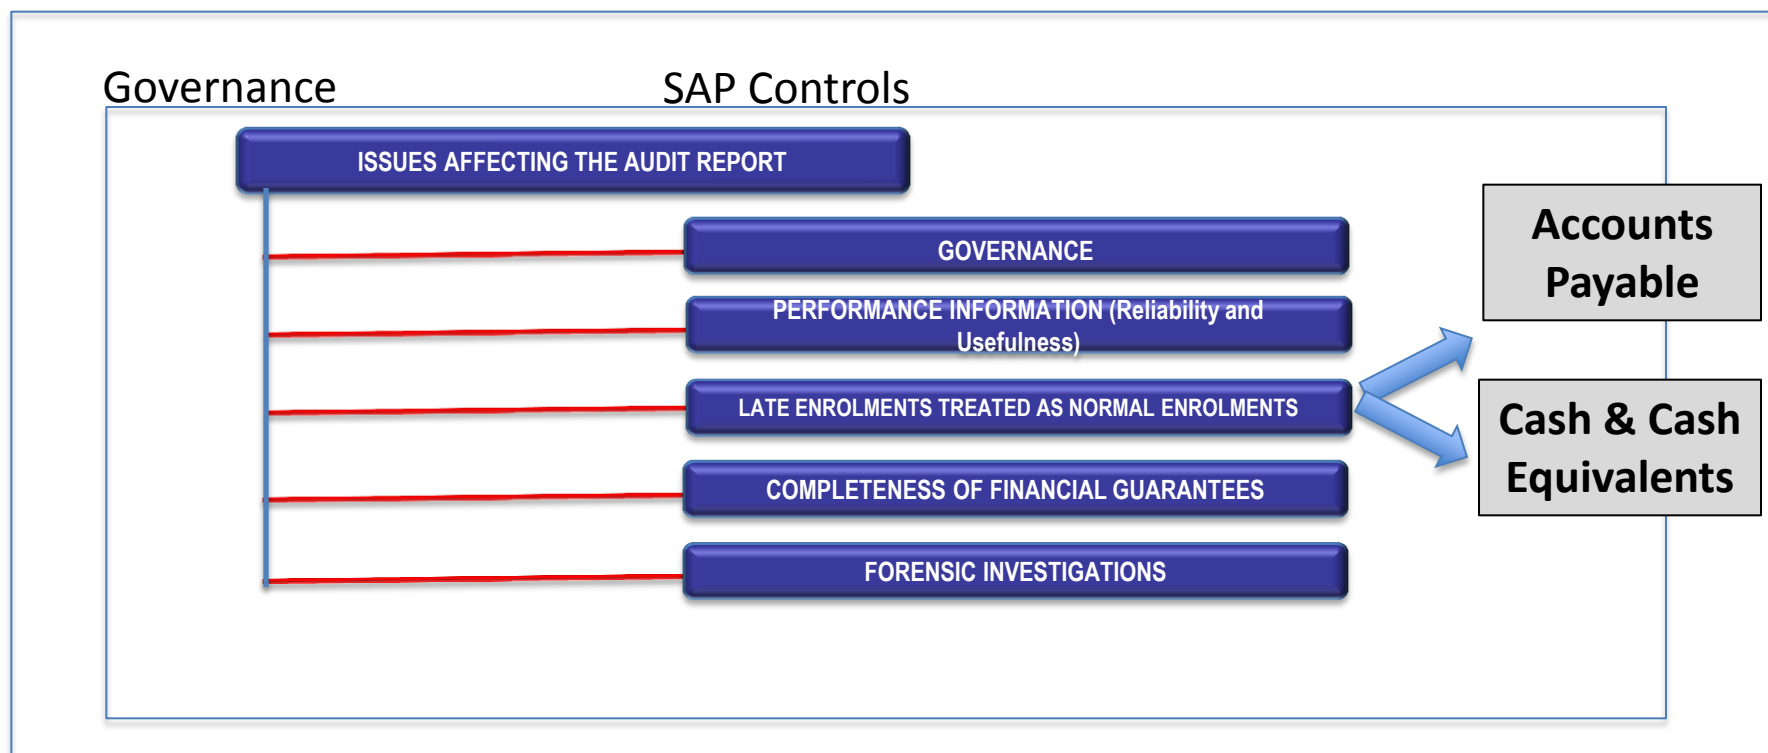 Governance
SAP Controls
ISSUES AFFECTING THE AUDIT REPORT
GOVERNANCE
PERFORMANCE INFORMATION (Reliability and
Usefulness)
LATE ENROLMENTS TREATED AS NORMAL ENROLMENTS
COMPLETENESS OF FINANCIAL GUARANTEES
FORENSIC INVESTIGATIONS
Accounts
Payable
Cash & Cash
Equivalents